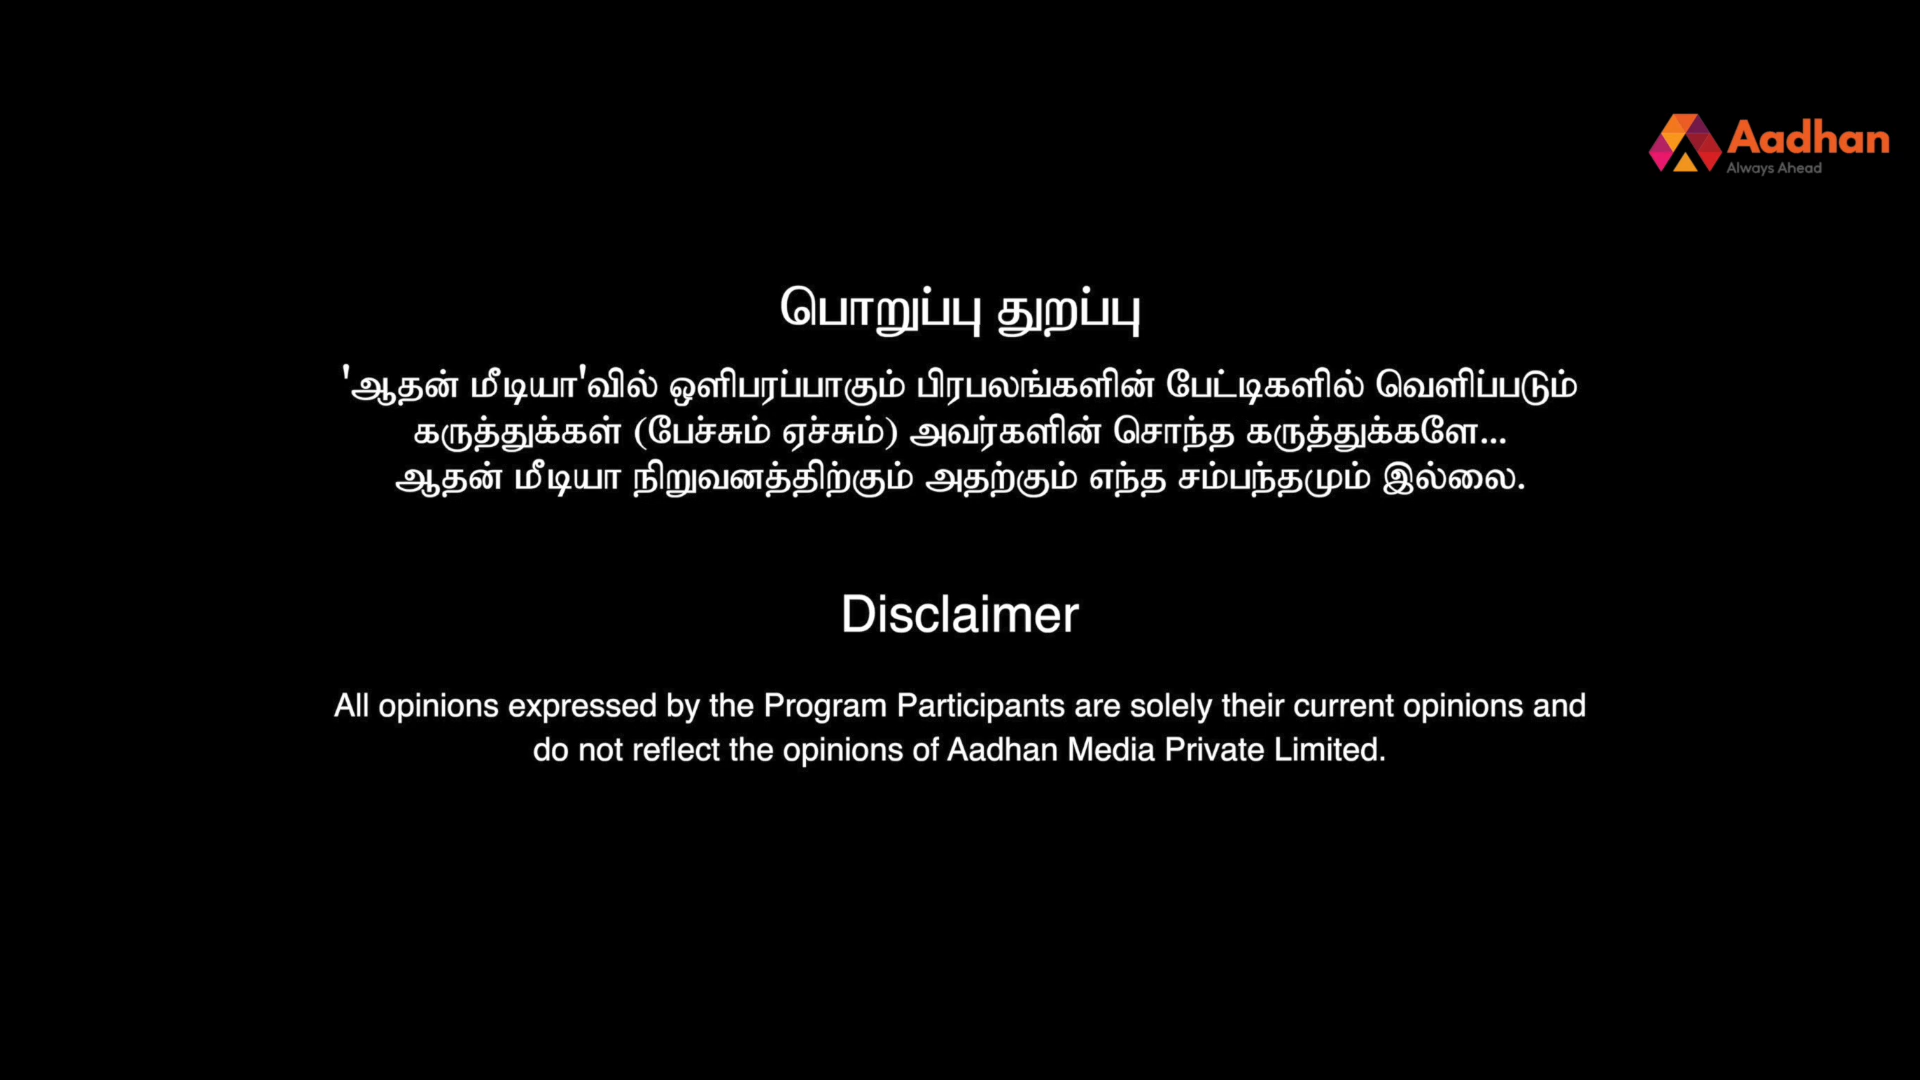 Aadhan
Always Ahead
பொறுப்பு துறப்பு
'ஆதன் மீடியா'வில் ஒளிபரப்பாகும் பிரபலங்களின் பேட்டிகளில் வெளிப்படும்
கருத்துக்கள் (பேச்சும் ஏச்சும்) அவர்களின் சொந்த கருத்துக்களே...
ஆதன் மீடியா நிறுவனத்திற்கும் அதற்கும் எந்த சம்பந்தமும் இல்லை.
Disclaimer
All opinions expressed by the Program Participants are solely their current opinions and
do not reflect the opinions of Aadhan Media Private Limited.